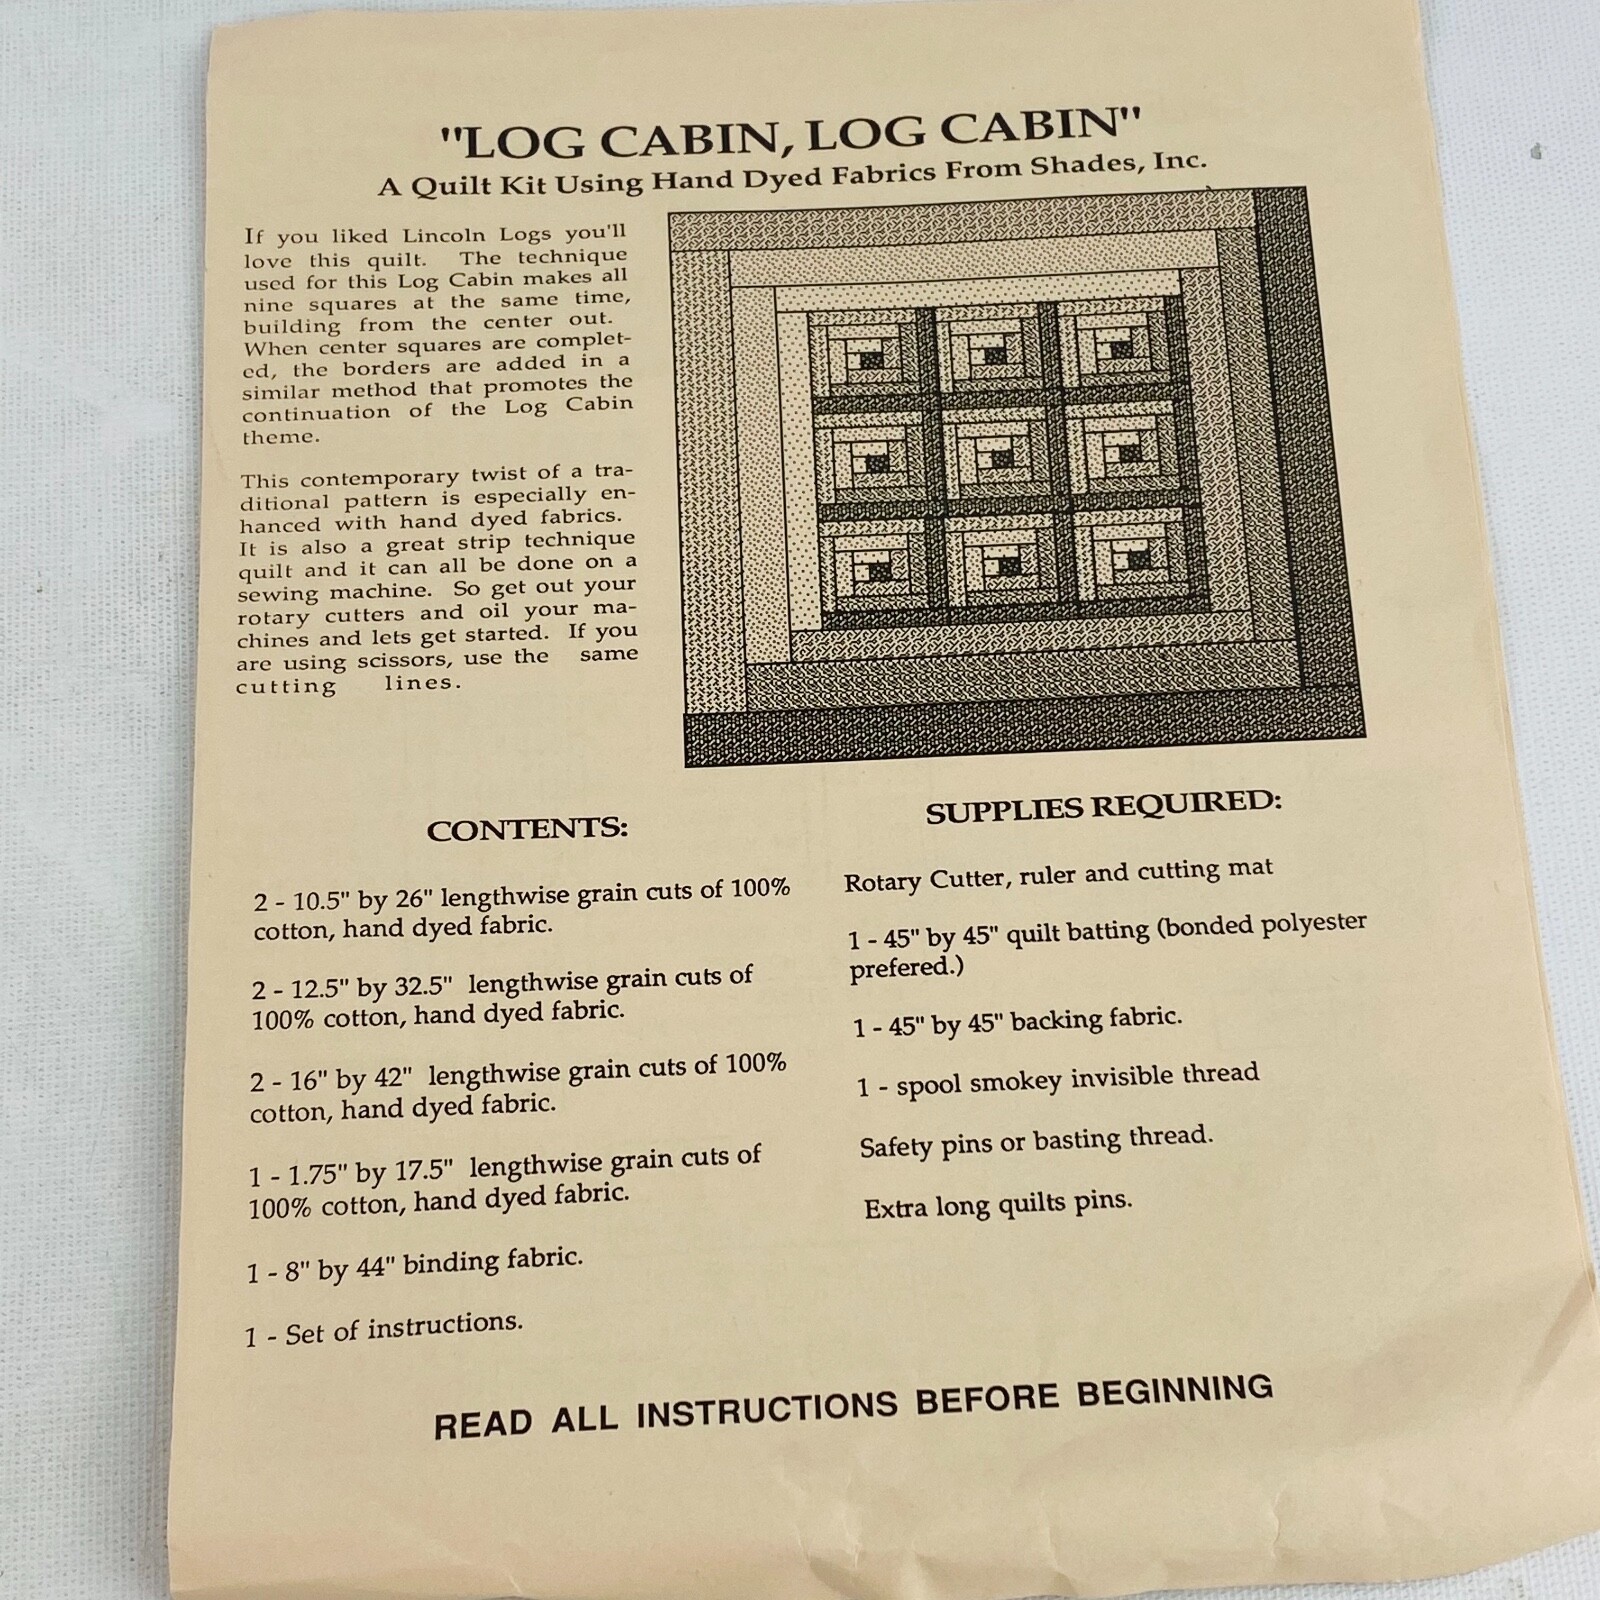 "LOG CABIN, LOG CABIN"
A Quilt Kit Using Hand Dyed Fabrics From Shades, Inc.
If you liked Lincoln Logs you'll
love this quilt. The technique
used for this Log Cabin makes all
nine squares at the same time,
building from the center out.
When center squares are complet-
ed, the borders are added in a
similar method that promotes the
continuation of the Log Cabin
theme.
This contemporary twist of a tra-
ditional pattern is especially en-
hanced with hand dyed fabrics.
It is also a great strip technique
quilt and it can all be done on a
sewing machine. So get out your
rotary cutters and oil your ma-
chines and lets get started. If you
are using scissors, use the same
cutting lines.
CONTENTS:
2 - 10.5" by 26" lengthwise grain cuts of 100%
cotton, hand dyed fabric.
2 - 12.5" by 32.5" lengthwise grain cuts of
100% cotton, hand dyed fabric.
2 - 16" by 42" lengthwise grain cuts of 100%
cotton, hand dyed fabric.
1 - 1.75" by 17.5" lengthwise grain cuts of
100% cotton, hand dyed fabric.
1 - 8" by 44" binding fabric.
1 - Set of instructions.
SUPPLIES REQUIRED:
Rotary Cutter, ruler and cutting mat
1 - 45" by 45" quilt batting (bonded polyester
prefered.)
1 - 45" by 45" backing fabric.
1 - spool smokey invisible thread
Safety pins or basting thread.
Extra long quilts pins.
READ ALL INSTRUCTIONS BEFORE BEGINNING